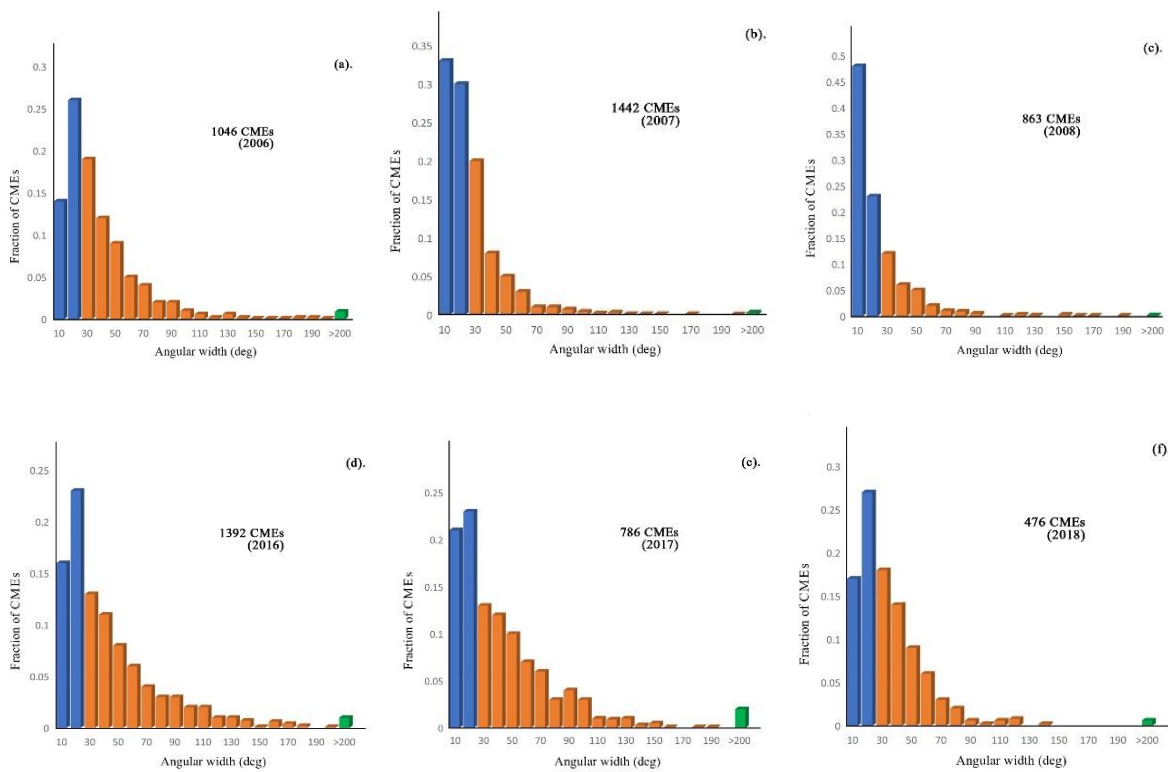 (a).
1046 CMEs
(2006)
Fraction of CMEs
0.3
0.25
0.2
0.15
0.1
0.05
0
10 30 50 70 90 110 130 150 170 190 >200
Angular width (deg)
(b).
1442 CMEs
(2007)
Fraction of CMEs
0.35
0.3
0.25
0.2
0.15
0.1
0.05
0
10 30 50 70 90 110 130 150 170 190 >200
Angular width (deg)
(c).
863 CMEs
(2008)
Fraction of CMEs
0.5
0.45
0.4
0.35
0.3
0.25
0.2
0.15
0.1
0.05
0
10 30 50 70 90 110 130 150 170 190 >200
Angular width (deg)
(d).
1392 CMEs
(2016)
Fraction of CMEs
0.25
0.2
0.15
0.1
0.05
0
10 30 50 70 90 110 130 150 170 190 >200
Angular width (deg)
(e).
786 CMEs
(2017)
Fraction of CMEs
0.25
0.2
0.15
0.1
0.05
0
10 30 50 70 90 110 130 150 170 190 >200
Angular width (deg)
(f).
476 CMEs
(2018)
Fraction of CMEs
0.3
0.25
0.2
0.15
0.1
0.05
0
10 30 50 70 90 110 130 150 170 190 >200
Angular width (deg)